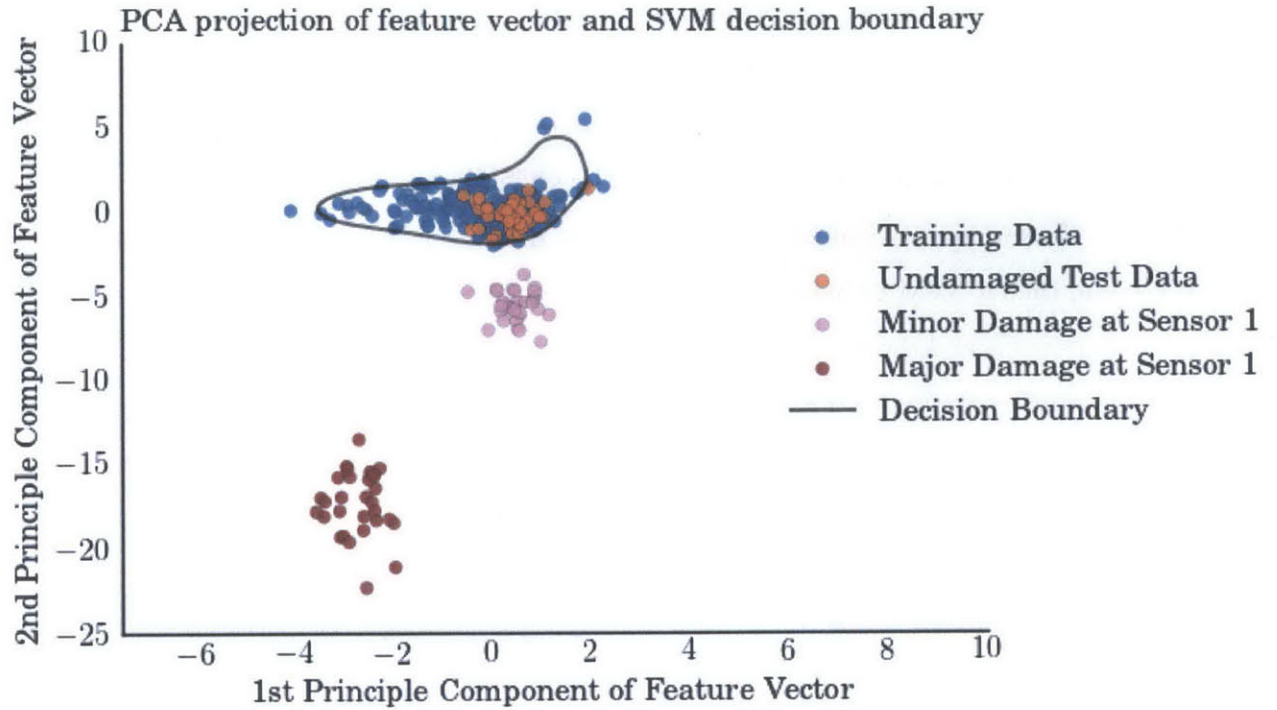 PCA projection of feature vector and SVM decision boundary
2nd Principle Component of Feature Vector
10
5
0
−5
−10
−15
−20
−25
−6
−4
−2
0
2
4
6
8
10
1st Principle Component of Feature Vector
Training Data
Undamaged Test Data
Minor Damage at Sensor 1
Major Damage at Sensor 1
Decision Boundary